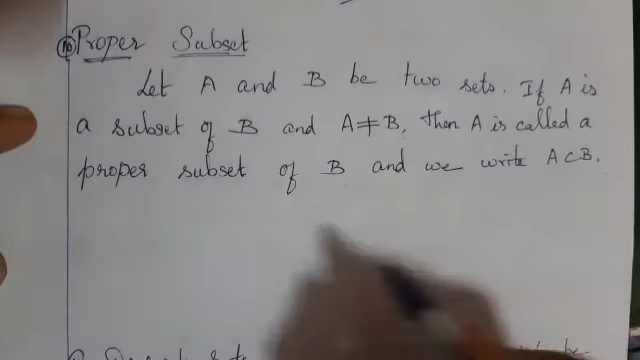 (10) Proper Subset
Let A and B be two sets. If A is
a subset of B and A≠B, then A is called a
proper subset of B and we write A⊂B.